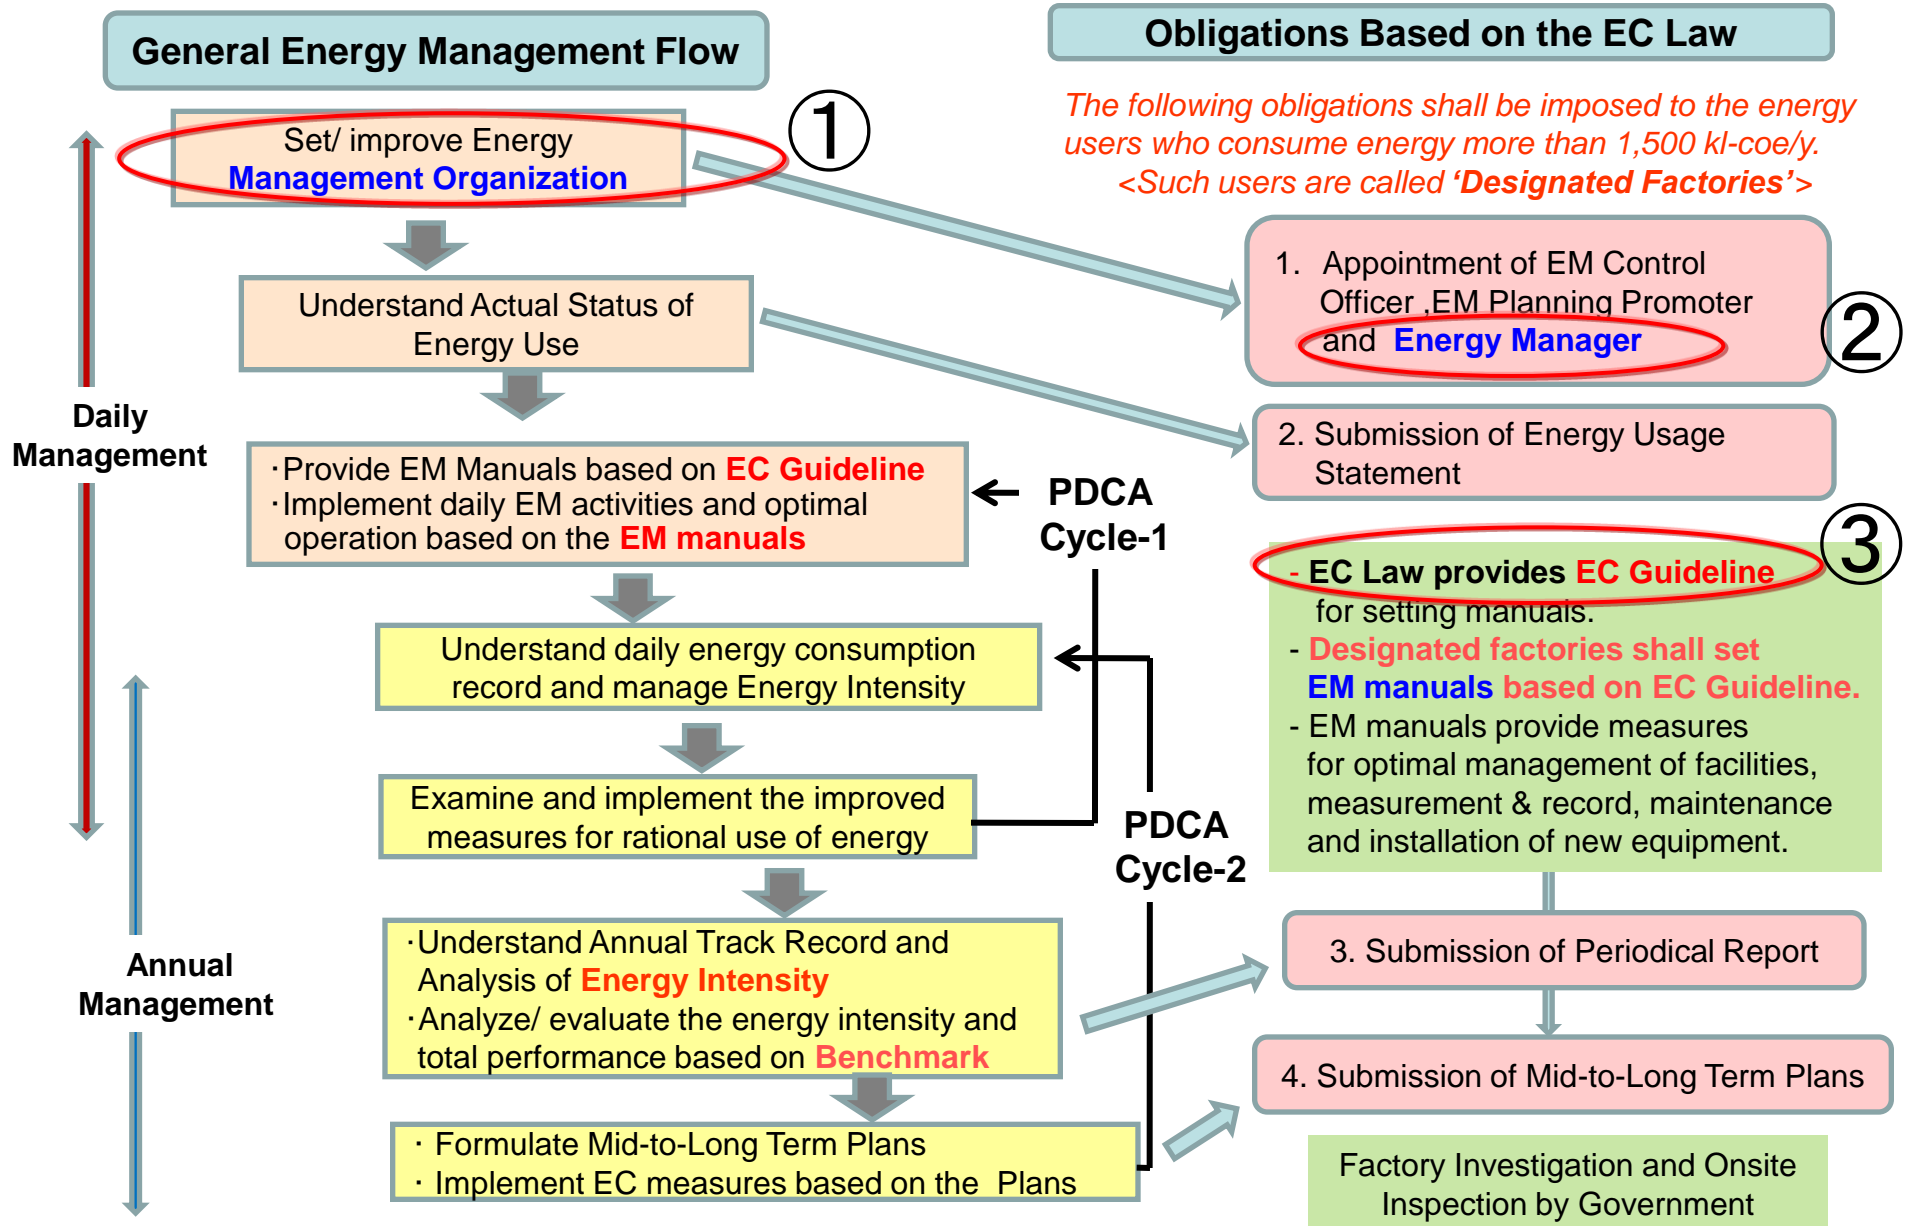 General Energy Management Flow
Set/ improve Energy
Management Organization
①
Understand Actual Status of
Energy Use
·Provide EM Manuals based on EC Guideline
·Implement daily EM activities and optimal
operation based on the EM manuals
Understand daily energy consumption
record and manage Energy Intensity
Examine and implement the improved
measures for rational use of energy
·Understand Annual Track Record and
Analysis of Energy Intensity
·Analyze/ evaluate the energy intensity and
total performance based on Benchmark
· Formulate Mid-to-Long Term Plans
· Implement EC measures based on the Plans
Daily
Management
Annual
Management
PDCA
Cycle-1
PDCA
Cycle-2
Obligations Based on the EC Law
The following obligations shall be imposed to the energy
users who consume energy more than 1,500 kl-coe/y.
<Such users are called ‘Designated Factories’>
1. Appointment of EM Control
Officer ,EM Planning Promoter
and Energy Manager
②
2. Submission of Energy Usage
Statement
③
- EC Law provides EC Guideline
for setting manuals.
- Designated factories shall set
EM manuals based on EC Guideline.
- EM manuals provide measures
for optimal management of facilities,
measurement & record, maintenance
and installation of new equipment.
3. Submission of Periodical Report
4. Submission of Mid-to-Long Term Plans
Factory Investigation and Onsite
Inspection by Government